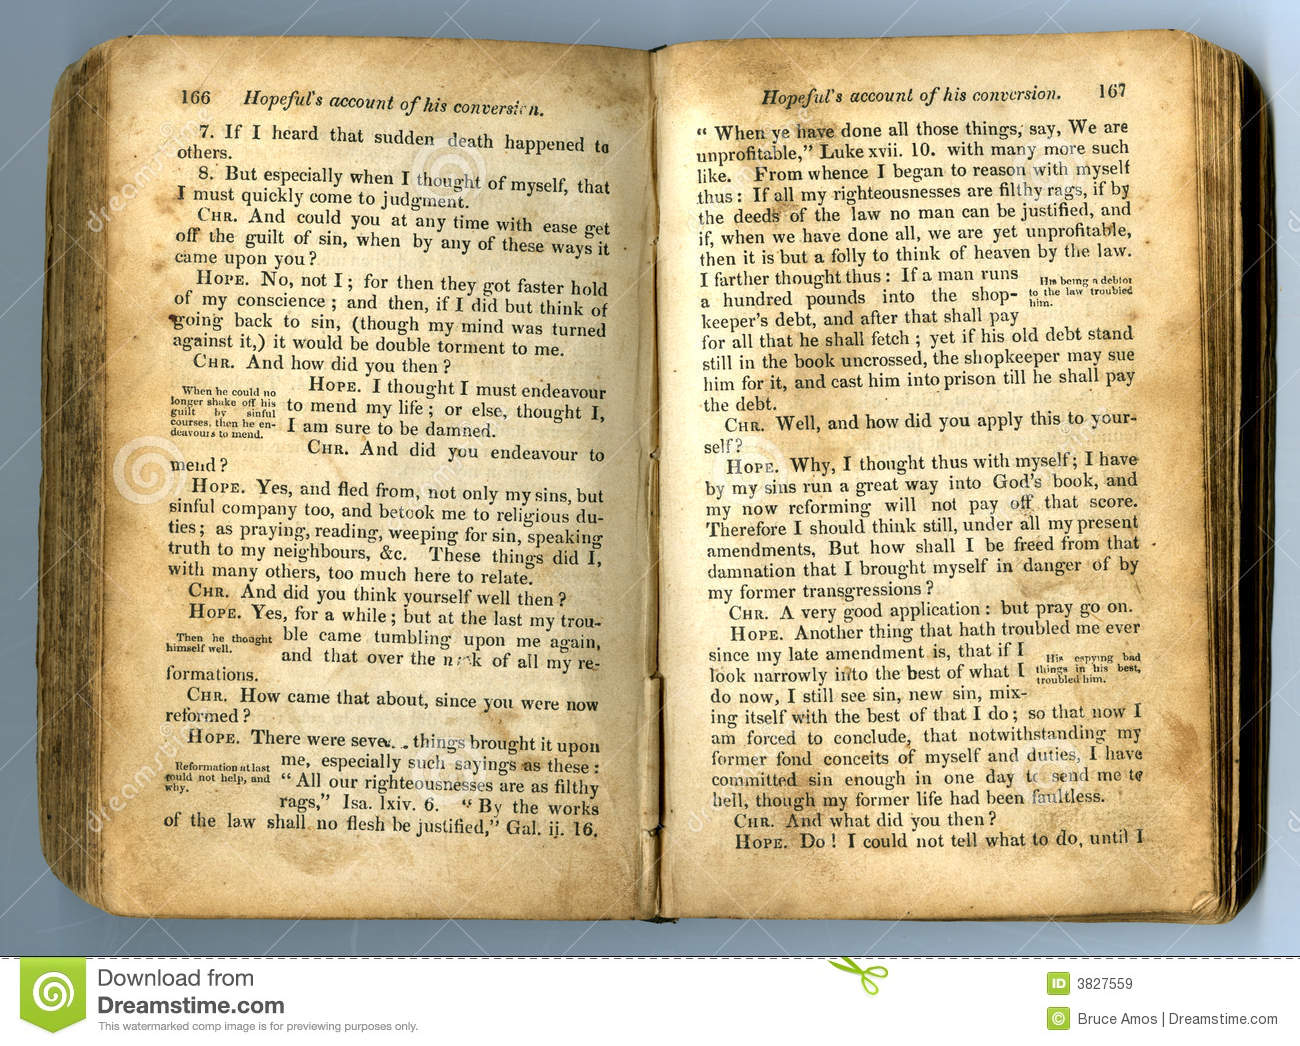 166 Hopeful's account of his conversion.
7. If I heard that sudden death happened to
others.
8. But especially when I thought of myself, that
I must quickly come to judgment.
CHR. And could you at any time with ease get
off the guilt of sin, when by any of these ways it
came upon you?
HOPE. No, not I; for then they got faster hold
of my conscience; and then, if I did but think of
going back to sin, (though my mind was turned
against it,) it would be double torment to me.
CHR. And how did you then?
HOPE. I thought I must endeavour
to mend my life; or else, thought I,
I am sure to be damned.
When he could no
longer shake off his
guilt by sinful
courses, then he en-
deavours to mend.
CHR. And did you endeavour to
mend?
HOPE. Yes, and fled from, not only my sins, but
sinful company too, and betook me to religious du-
ties; as praying, reading, weeping for sin, speaking
truth to my neighbours, &c. These things did I,
with many others, too much here to relate.
CHR. And did you think yourself well then?
HOPE. Yes, for a while; but at the last my trou-
ble came tumbling upon me again,
and that over the neck of all my re-
Then he thought
himself well.
formations.
CHR. How came that about, since you were now
reformed?
HOPE. There were several things brought it upon
me, especially such sayings as these:
“ All our righteousnesses are as filthy
rags,” Isa. lxiv. 6. “ By the works
Reformation at last
could not help, and
why.
of the law shall no flesh be justified,” Gal. ij. 16.
Hopeful's account of his conversion. 167
“ When ye have done all those things, say, We are
unprofitable,” Luke xvii. 10. with many more such
like. From whence I began to reason with myself
thus: If all my righteousnesses are filthy rags, if by
the deeds of the law no man can be justified, and
if, when we have done all, we are yet unprofitable,
then it is but a folly to think of heaven by the law.
I farther thought thus: If a man runs
a hundred pounds into the shop-
keeper's debt, and after that shall pay
His being a debtor
to the law troubled
him.
for all that he shall fetch; yet if his old debt stand
still in the book uncrossed, the shopkeeper may sue
him for it, and cast him into prison till he shall pay
the debt.
CHR. Well, and how did you apply this to your-
self?
HOPE. Why, I thought thus with myself; I have
by my sins run a great way into God's book, and
my now reforming will not pay off that score.
Therefore I should think still, under all my present
amendments, But how shall I be freed from that
damnation that I brought myself in danger of by
my former transgressions?
CHR. A very good application: but pray go on.
HOPE. Another thing that hath troubled me ever
since my late amendment is, that if I
look narrowly into the best of what I
do now, I still see sin, new sin, mix-
His espying bad
things in his best,
troubled him.
ing itself with the best of that I do; so that now I
am forced to conclude, that notwithstanding my
former fond conceits of myself and duties, I have
committed sin enough in one day to send me to
hell, though my former life had been faultless.
CHR. And what did you then?
HOPE. Do! I could not tell what to do, until I
Download from
Dreamstime.com
This watermarked comp image is for previewing purposes only.
ID 3827559
© Bruce Amos | Dreamstime.com